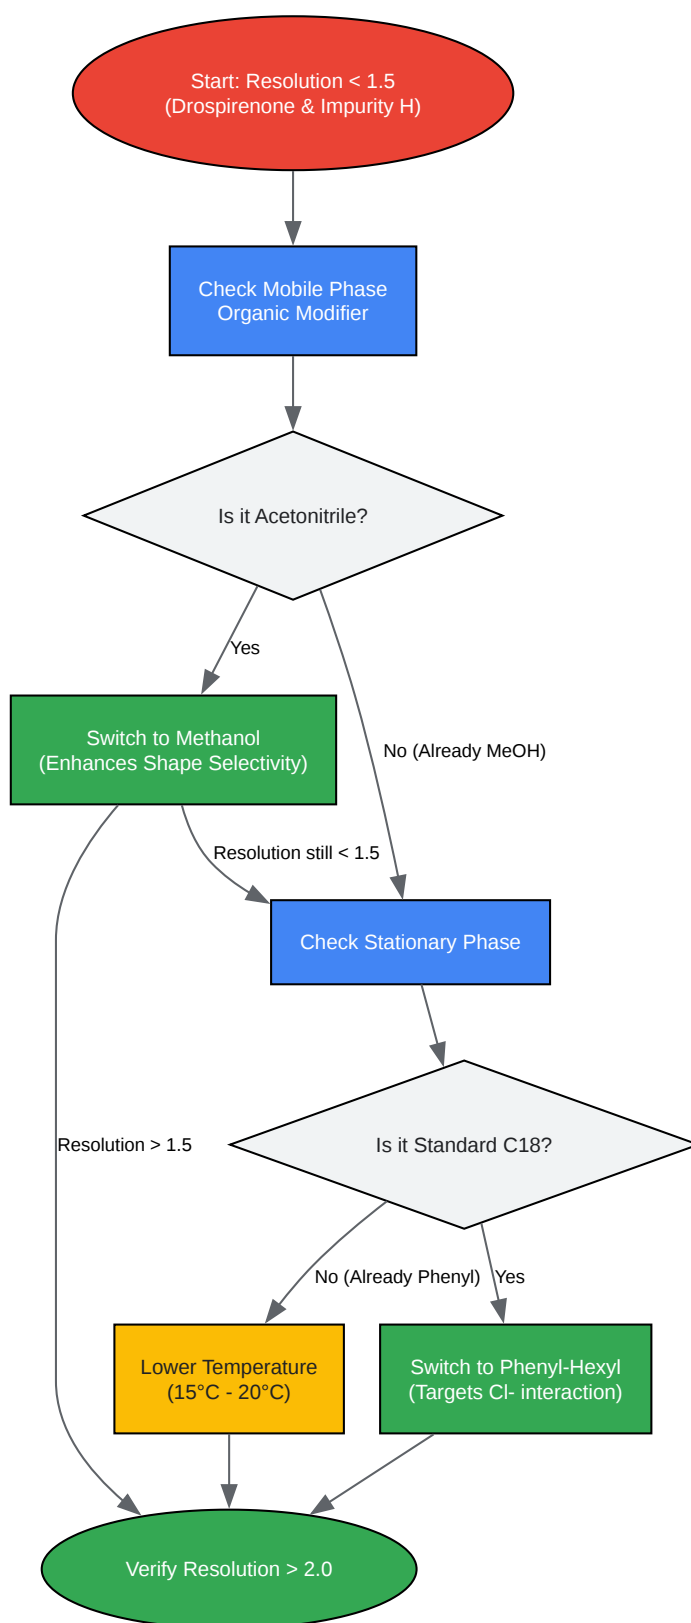 Start: Resolution < 1.5
(Drospirenone & Impurity H)
Check Mobile Phase
Organic Modifier
Is it Acetonitrile?
Yes
Switch to Methanol
(Enhances Shape Selectivity)
No (Already MeOH)
Resolution still < 1.5
Check Stationary Phase
Resolution > 1.5
Is it Standard C18?
No (Already Phenyl)
Yes
Lower Temperature
(15°C - 20°C)
Switch to Phenyl-Hexyl
(Targets Cl- interaction)
Verify Resolution > 2.0